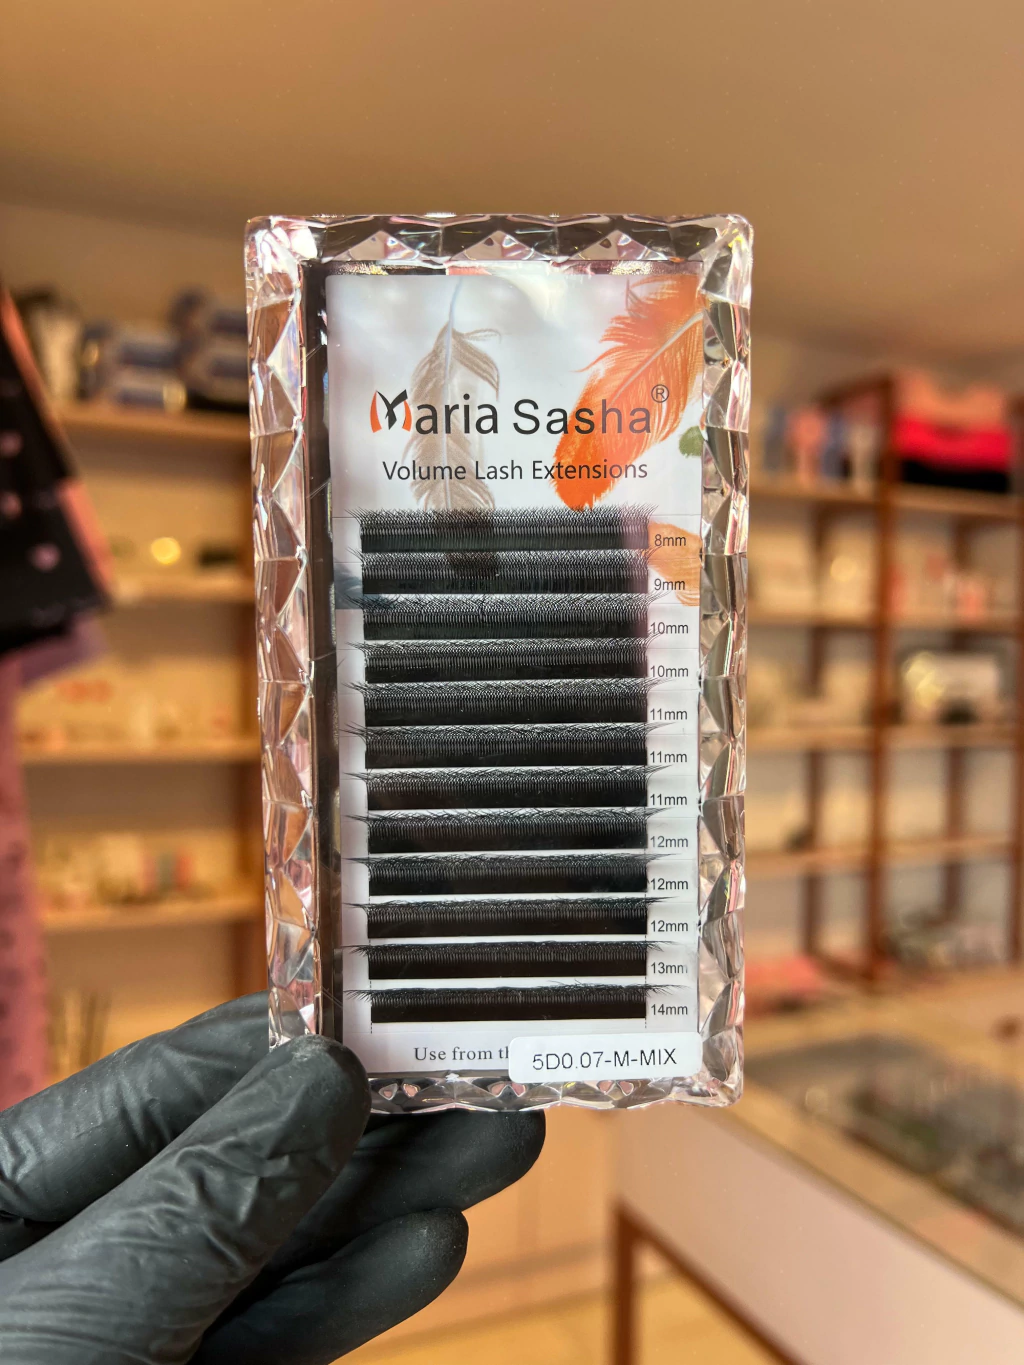 Maria Sasha®
Volume Lash Extensions
8mm
9mm
10mm
10mm
11mm
11mm
11mm
12mm
12mm
12mm
13mm
14mm
Use from
5D0.07-M-MIX